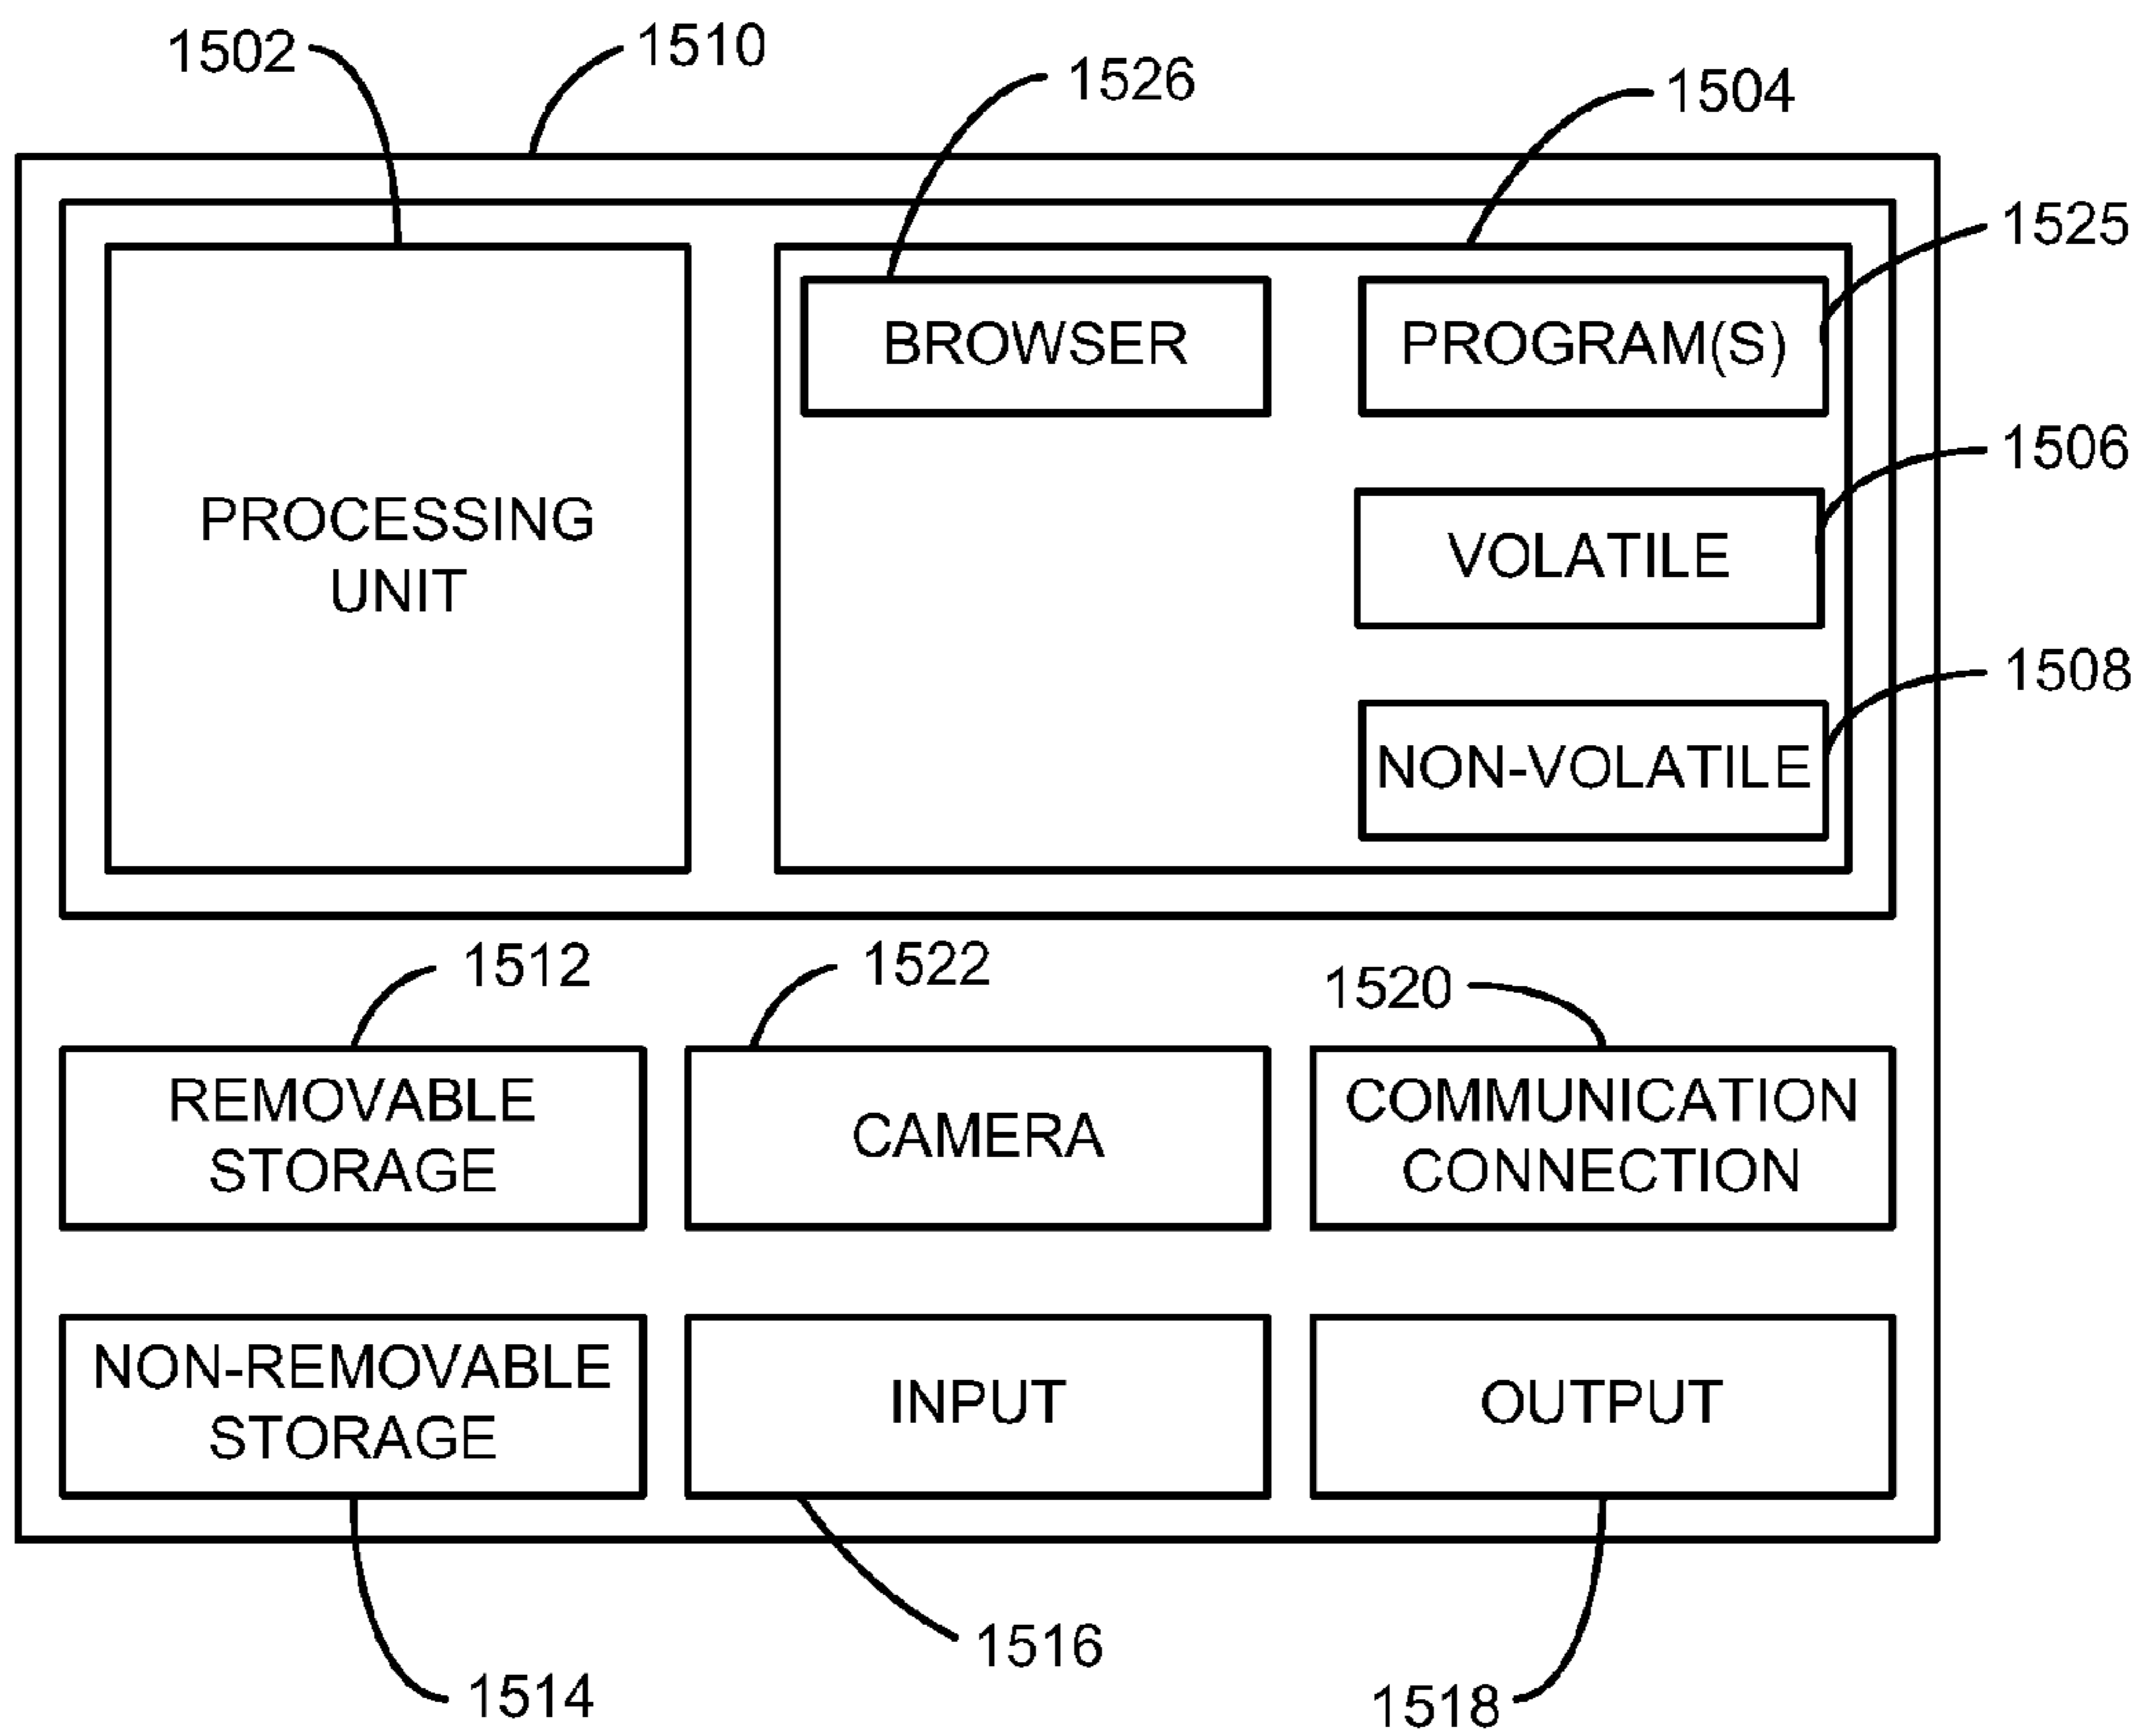 1502
1510
1526
1504
1525
BROWSER
PROGRAM(S)
1506
PROCESSING
UNIT
VOLATILE
1508
NON-VOLATILE
1512
1522
1520
REMOVABLE
STORAGE
CAMERA
COMMUNICATION
CONNECTION
NON-REMOVABLE
STORAGE
INPUT
OUTPUT
1514
1516
1518